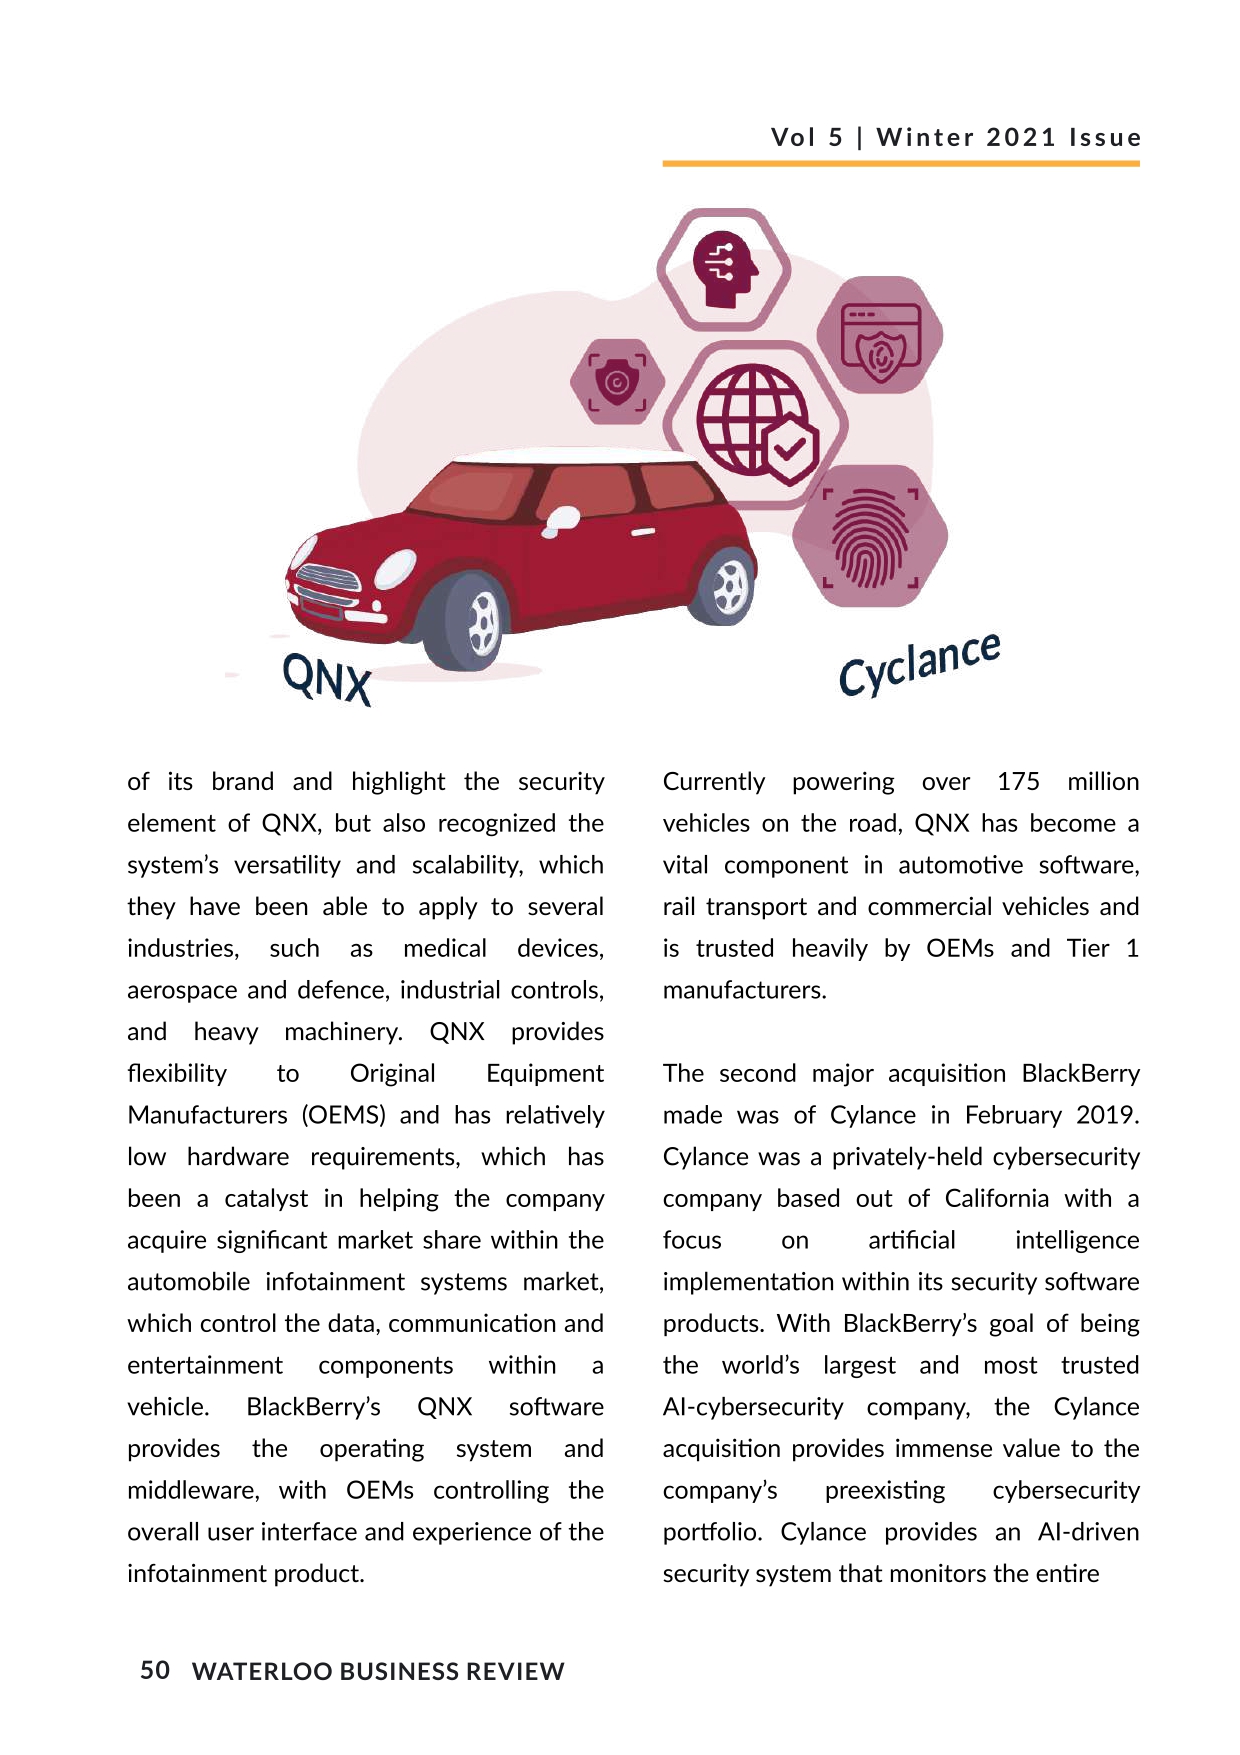 Vol 5 | Winter 2021 Issue
QNX
Cyclance
of its brand and highlight the security
element of QNX, but also recognized the
system’s versatility and scalability, which
they have been able to apply to several
industries, such as medical devices,
aerospace and defence, industrial controls,
and heavy machinery. QNX provides
flexibility to Original Equipment
Manufacturers (OEMS) and has relatively
low hardware requirements, which has
been a catalyst in helping the company
acquire significant market share within the
automobile infotainment systems market,
which control the data, communication and
entertainment components within a
vehicle. BlackBerry’s QNX software
provides the operating system and
middleware, with OEMs controlling the
overall user interface and experience of the
infotainment product.
Currently powering over 175 million
vehicles on the road, QNX has become a
vital component in automotive software,
rail transport and commercial vehicles and
is trusted heavily by OEMs and Tier 1
manufacturers.
The second major acquisition BlackBerry
made was of Cylance in February 2019.
Cylance was a privately-held cybersecurity
company based out of California with a
focus on artificial intelligence
implementation within its security software
products. With BlackBerry’s goal of being
the world’s largest and most trusted
AI-cybersecurity company, the Cylance
acquisition provides immense value to the
company’s preexisting cybersecurity
portfolio. Cylance provides an AI-driven
security system that monitors the entire
50 WATERLOO BUSINESS REVIEW